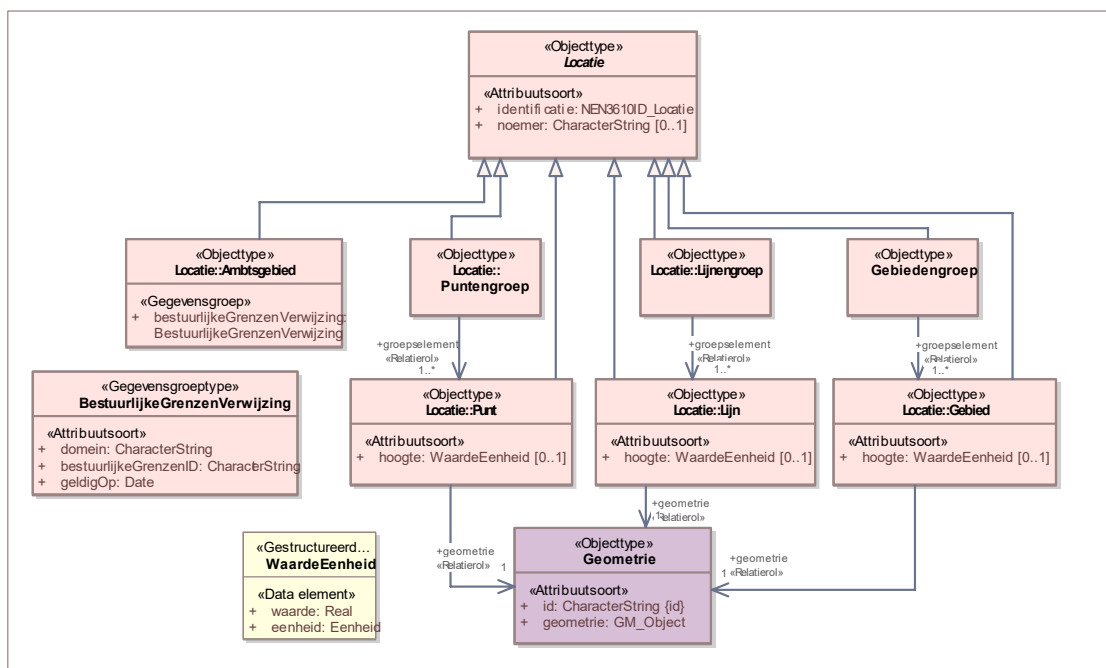 «Objecttype»
Locatie
«Attribuutsoort»
+ identificatie: NEN3610ID_Locatie
+ noemer: CharacterString [0..1]
«Objecttype»
Locatie::Ambtsgebied
«Gegevensgroep»
+ bestuurlijkeGrenzenVerwijzing:
BestuurlijkeGrenzenVerwijzing
«Objecttype»
Locatie::
Puntengroep
«Objecttype»
Locatie::Lijnengroep
«Objecttype»
Gebiedengroep
+groepselement
«Relatierol»
1..*
+groepselement
«Relatierol»
1..*
+groepselement
«Relatierol»
1..*
«Gegevensgroeptype»
BestuurlijkeGrenzenVerwijzing
«Attribuutsoort»
+ domein: CharacterString
+ bestuurlijkeGrenzenID: CharacterString
+ geldigOp: Date
«Objecttype»
Locatie::Punt
«Attribuutsoort»
+ hoogte: WaardeEenheid [0..1]
«Objecttype»
Locatie::Lijn
«Attribuutsoort»
+ hoogte: WaardeEenheid [0..1]
«Objecttype»
Locatie::Gebied
«Attribuutsoort»
+ hoogte: WaardeEenheid [0..1]
+geometrie
1
«Relatierol»
«Gestructureerd...
WaardeEenheid
«Data element»
+ waarde: Real
+ eenheid: Eenheid
+geometrie
«Relatierol»
1
«Objecttype»
Geometrie
«Attribuutsoort»
+ id: CharacterString {id}
+ geometrie: GM_Object
+geometrie
«Relatierol»
1